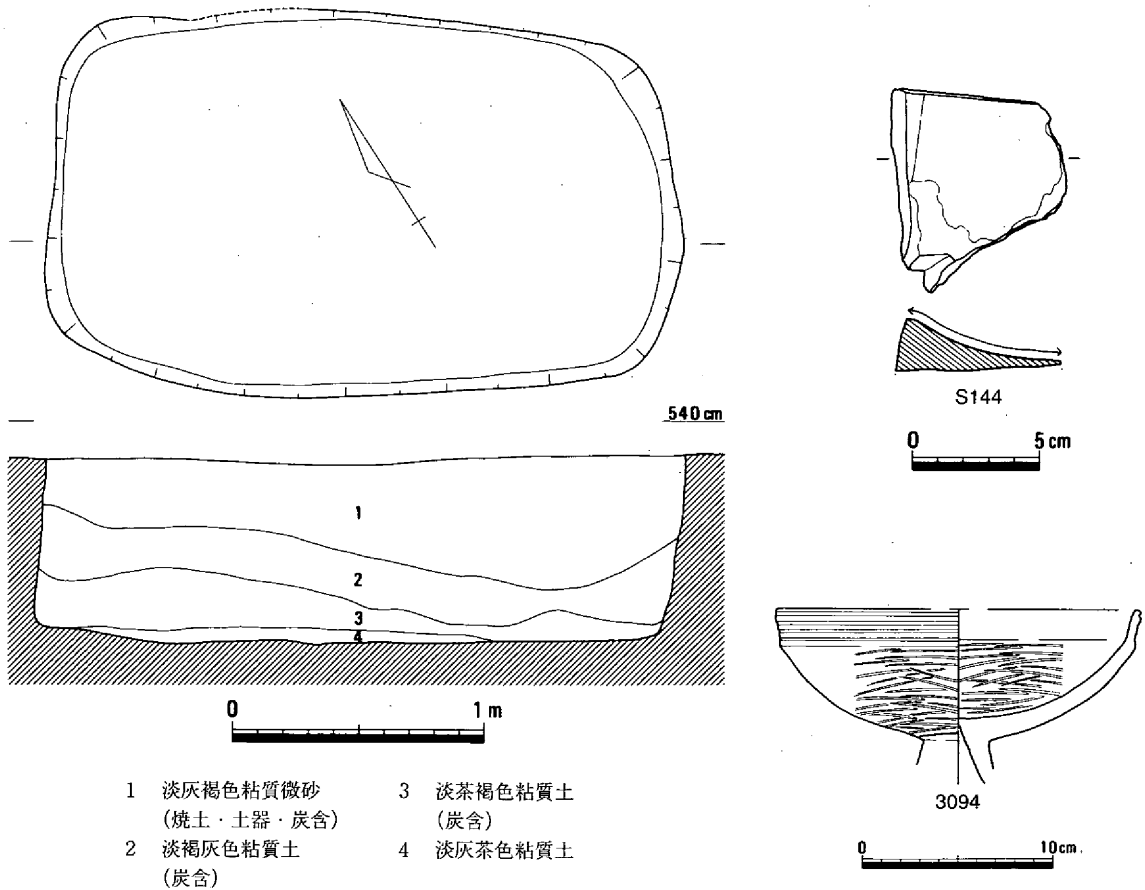 540cm
1
2
3
4
0 1m
1 淡灰褐色粘質微砂
(焼土・土器・炭含)
2 淡褐灰色粘質土
(炭含)
3 淡茶褐色粘質土
(炭含)
4 淡灰茶色粘質土
S144
0 5cm
3094
0 10cm